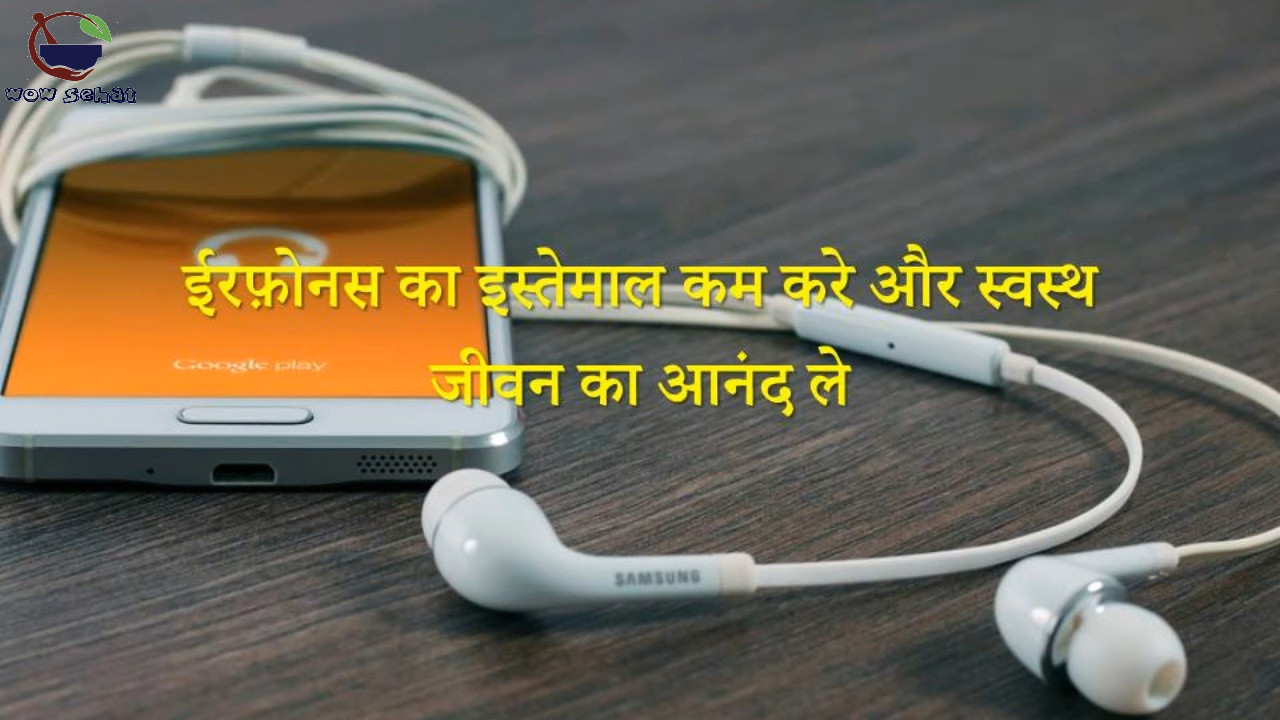 wow sehat
ईरफ़ोनस का इस्तेमाल कम करे और स्वस्थ
जीवन का आनंद ले
Google play
SAMSUNG